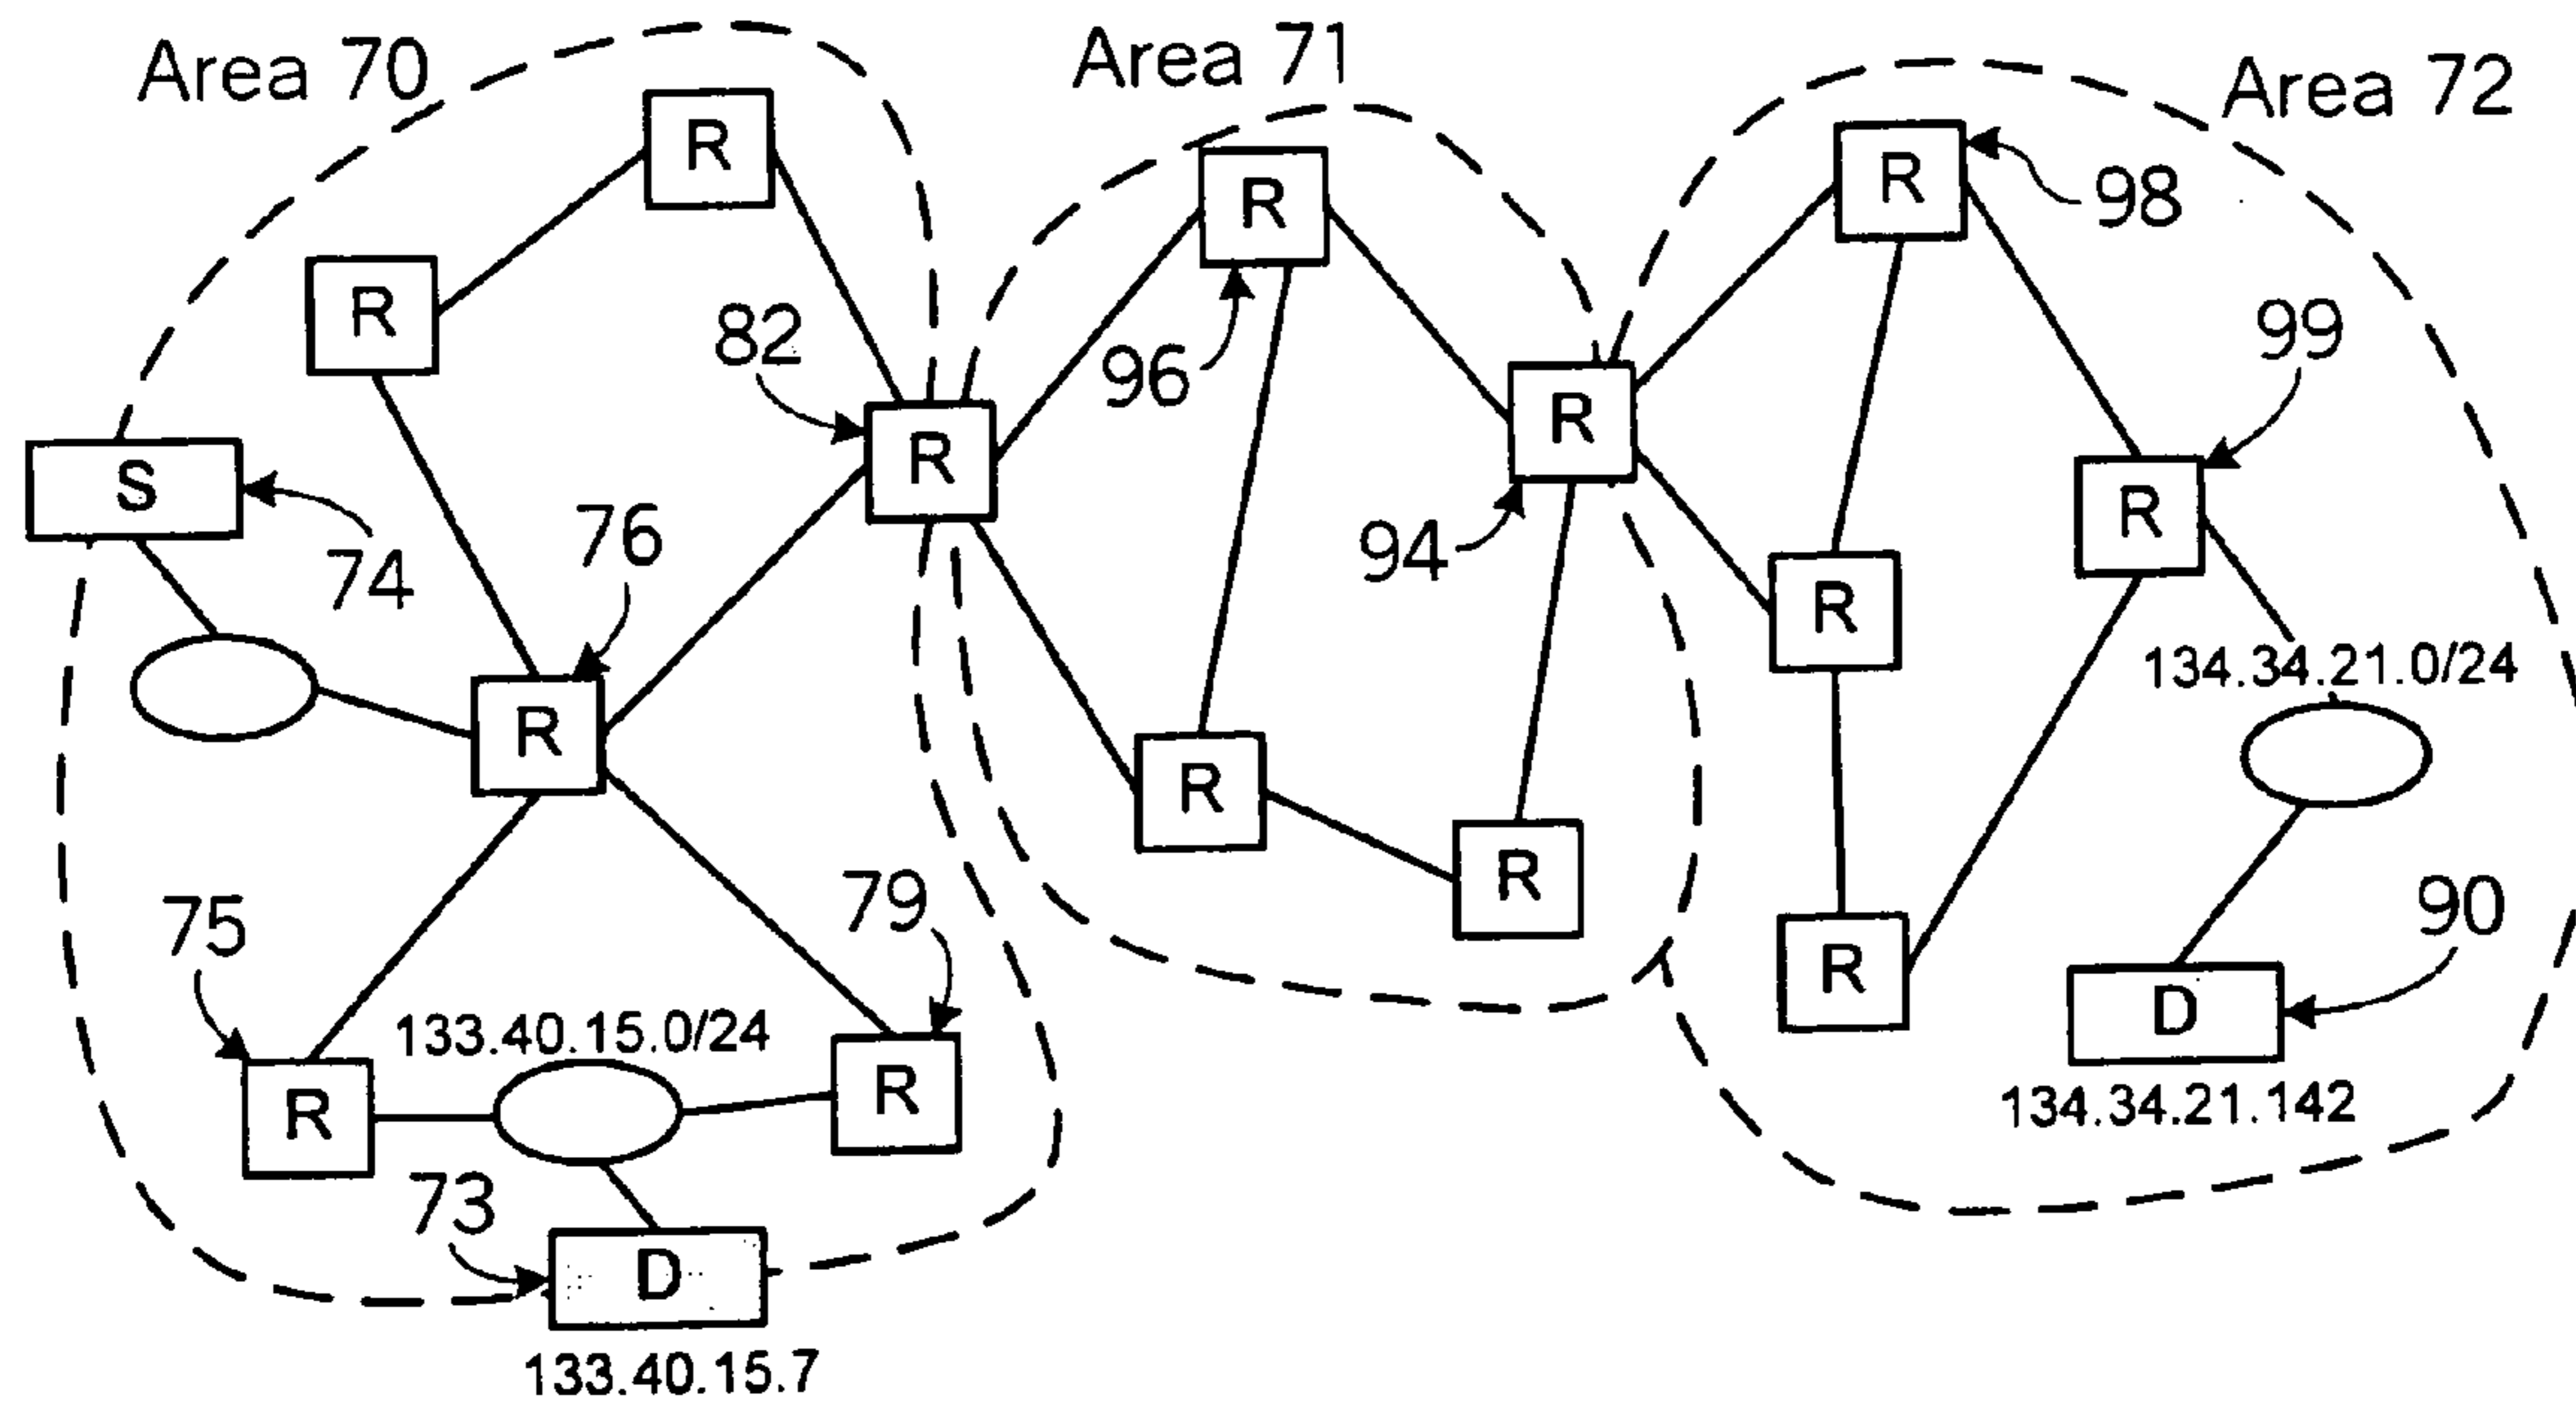 Area 70
Area 71
Area 72
R
R
98
R
R
82
96
99
R
R
S
74
76
94
R
R
R
134.34.21.0/24
R
R
75
79
R
90
133.40.15.0/24
R
D
R
R
134.34.21.142
73
D
133.40.15.7